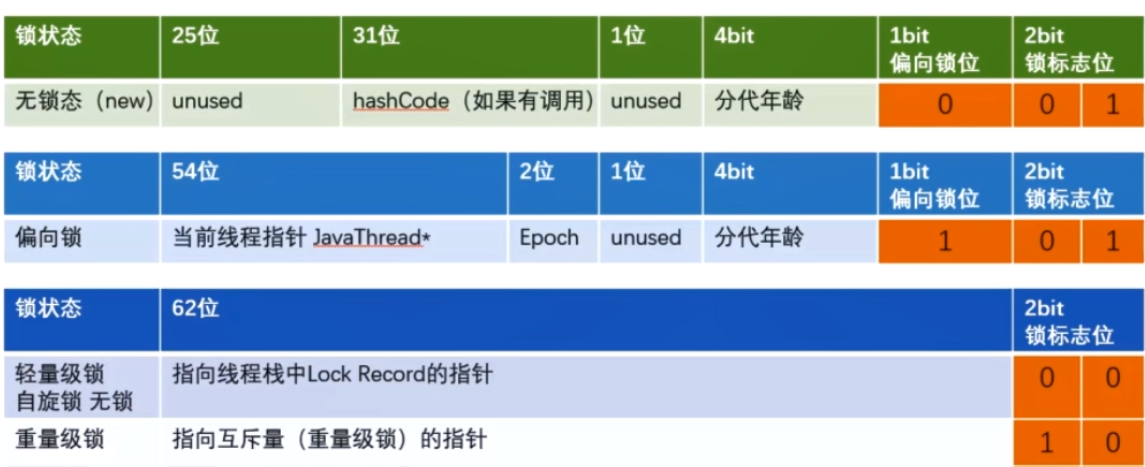 锁状态 25位 31位 1位 4bit 1bit 2bit
偏向锁位 锁标志位
无锁态（new） unused hashCode（如果有调用） unused 分代年龄 0 0 1
锁状态 54位 2位 1位 4bit 1bit 2bit
偏向锁位 锁标志位
偏向锁 当前线程指针 JavaThread* Epoch unused 分代年龄 1 0 1
锁状态 62位 2bit
锁标志位
轻量级锁 指向线程栈中Lock Record的指针 0 0
自旋锁 无锁
重量级锁 指向互斥量（重量级锁）的指针 1 0